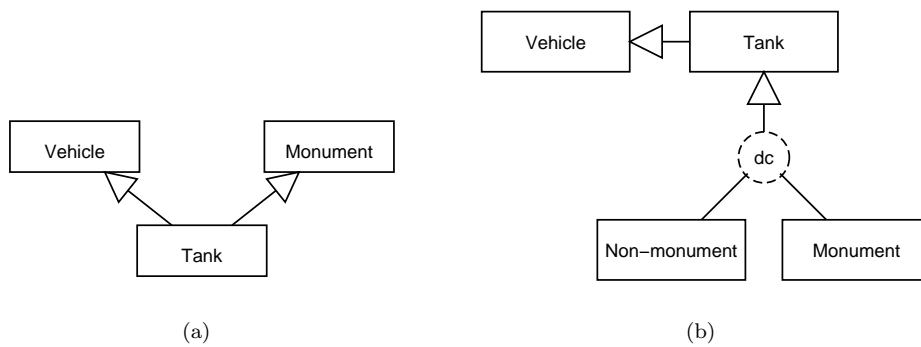 Vehicle
Monument
Tank
(a)
Vehicle
Tank
dc
Non−monument
Monument
(b)